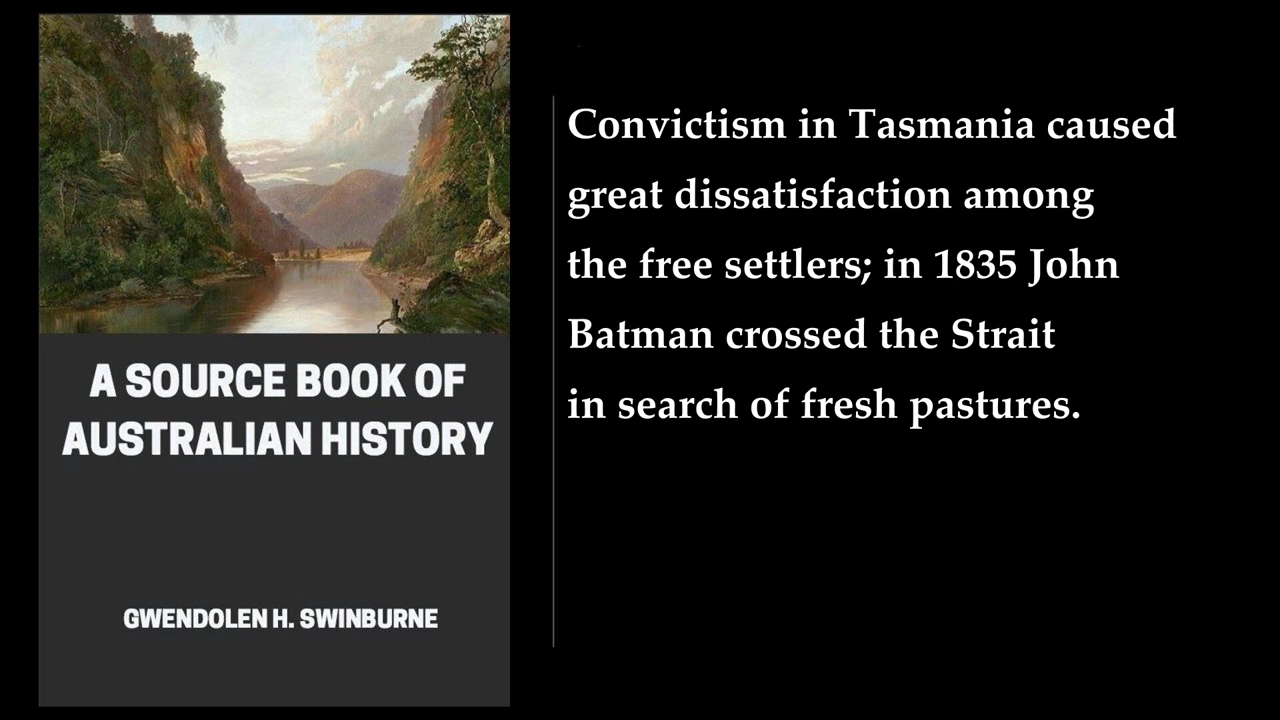 A SOURCE BOOK OF
AUSTRALIAN HISTORY
GWENDOLEN H. SWINBURNE
Convictism in Tasmania caused
great dissatisfaction among
the free settlers; in 1835 John
Batman crossed the Strait
in search of fresh pastures.